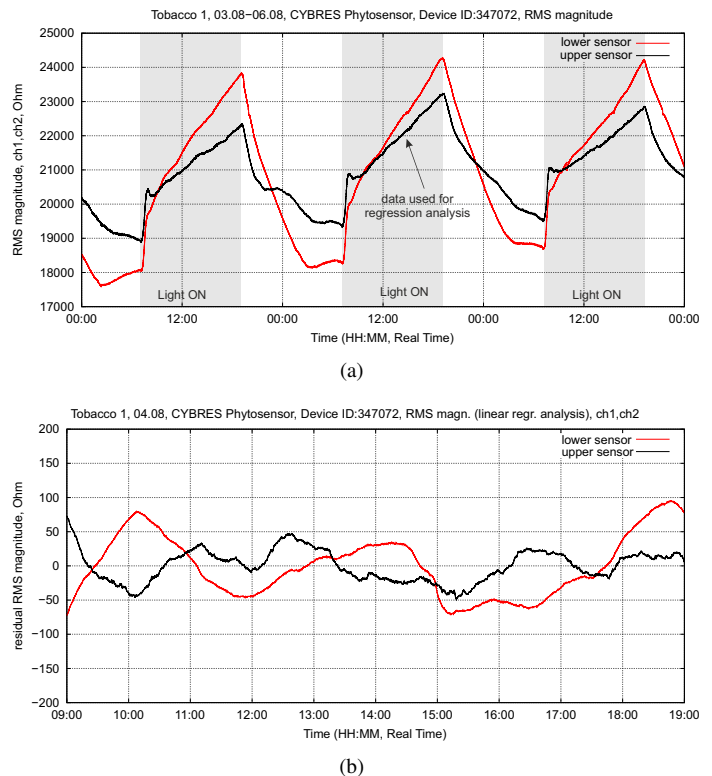 Tobacco 1, 03.08−06.08, CYBRES Phytosensor, Device ID:347072, RMS magnitude
lower sensor
upper sensor
25000
24000
23000
22000
21000
20000
19000
18000
17000
RMS magnitude, ch1,ch2, Ohm
data used for
regression analysis
Light ON
Light ON
Light ON
00:00 12:00 00:00 12:00 00:00 12:00 00:00
Time (HH:MM, Real Time)
(a)
Tobacco 1, 04.08, CYBRES Phytosensor, Device ID:347072, RMS magn. (linear regr. analysis), ch1,ch2
lower sensor
upper sensor
200
150
100
50
0
−50
−100
−150
−200
residual RMS magnitude, Ohm
09:00 10:00 11:00 12:00 13:00 14:00 15:00 16:00 17:00 18:00 19:00
Time (HH:MM, Real Time)
(b)